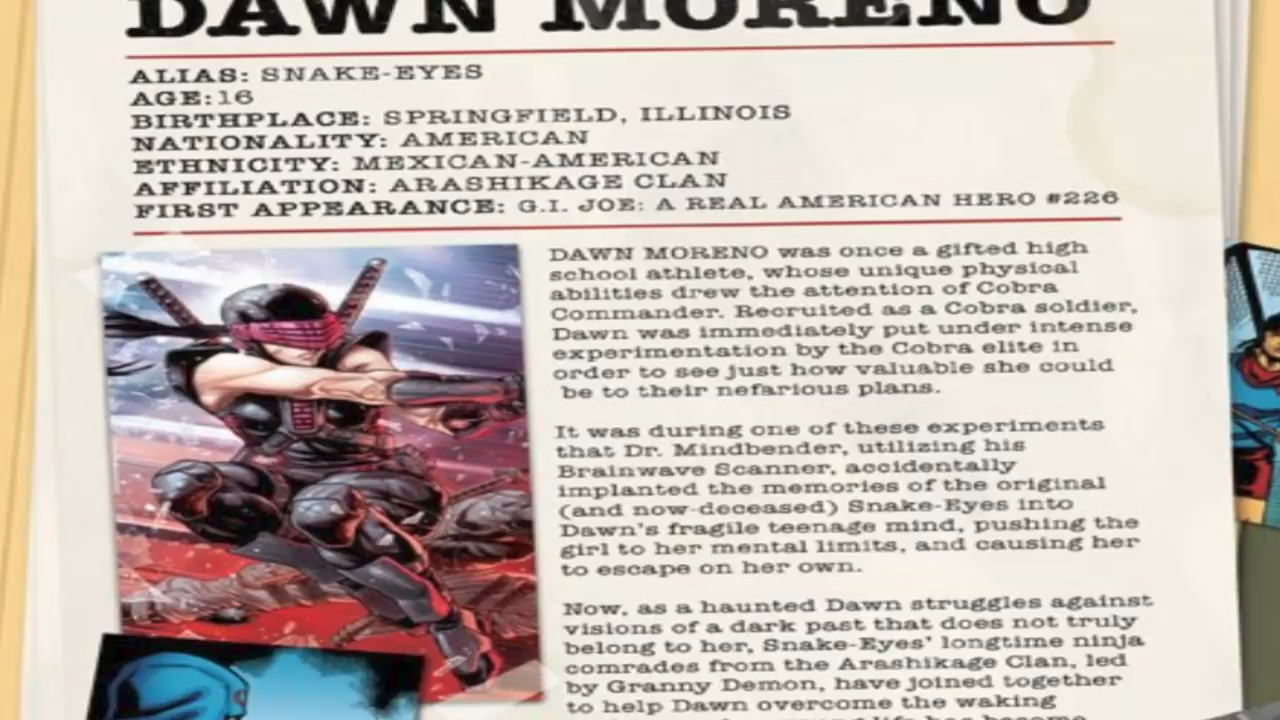 DAWN MORENO
ALIAS: SNAKE-EYES
AGE:16
BIRTHPLACE: SPRINGFIELD, ILLINOIS
NATIONALITY: AMERICAN
ETHNICITY: MEXICAN-AMERICAN
AFFILIATION: ARASHIKAGE CLAN
FIRST APPEARANCE: G.I. JOE: A REAL AMERICAN HERO #226
DAWN MORENO was once a gifted high
school athlete, whose unique physical
abilities drew the attention of Cobra
Commander. Recruited as a Cobra soldier,
Dawn was immediately put under intense
experimentation by the Cobra elite in
order to see just how valuable she could
be to their nefarious plans.
It was during one of these experiments
that Dr. Mindbender, utilizing his
Brainwave Scanner, accidentally
implanted the memories of the original
(and now-deceased) Snake-Eyes into
Dawn's fragile teenage mind, pushing the
girl to her mental limits, and causing her
to escape on her own.
Now, as a haunted Dawn struggles against
visions of a dark past that does not truly
belong to her, Snake-Eyes' longtime ninja
comrades from the Arashikage Clan, led
by Granny Demon, have joined together
to help Dawn overcome the waking